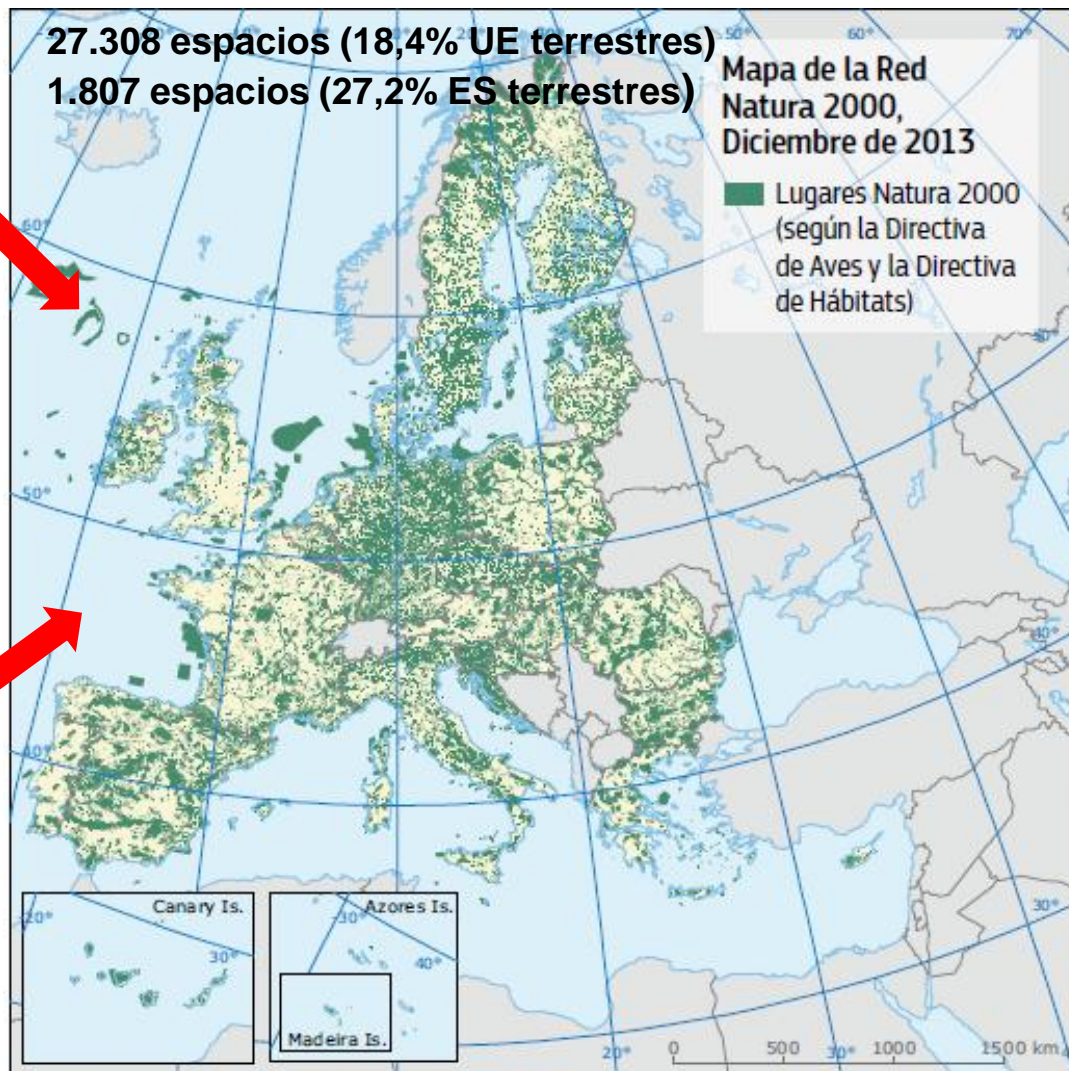 27.308 espacios (18,4% UE terrestres)
1.807 espacios (27,2% ES terrestres)
Mapa de la Red
Natura 2000,
Diciembre de 2013
Lugares Natura 2000
(según la Directiva
de Aves y la Directiva
de Hábitats)
20°
30°
50°
60°
70°
60°
50°
40°
40°
30°
Canary Is.
-20°
30°
Azores Is.
-30°
40°
Madeira Is.
20°
30°
0 500 1000 1500 km